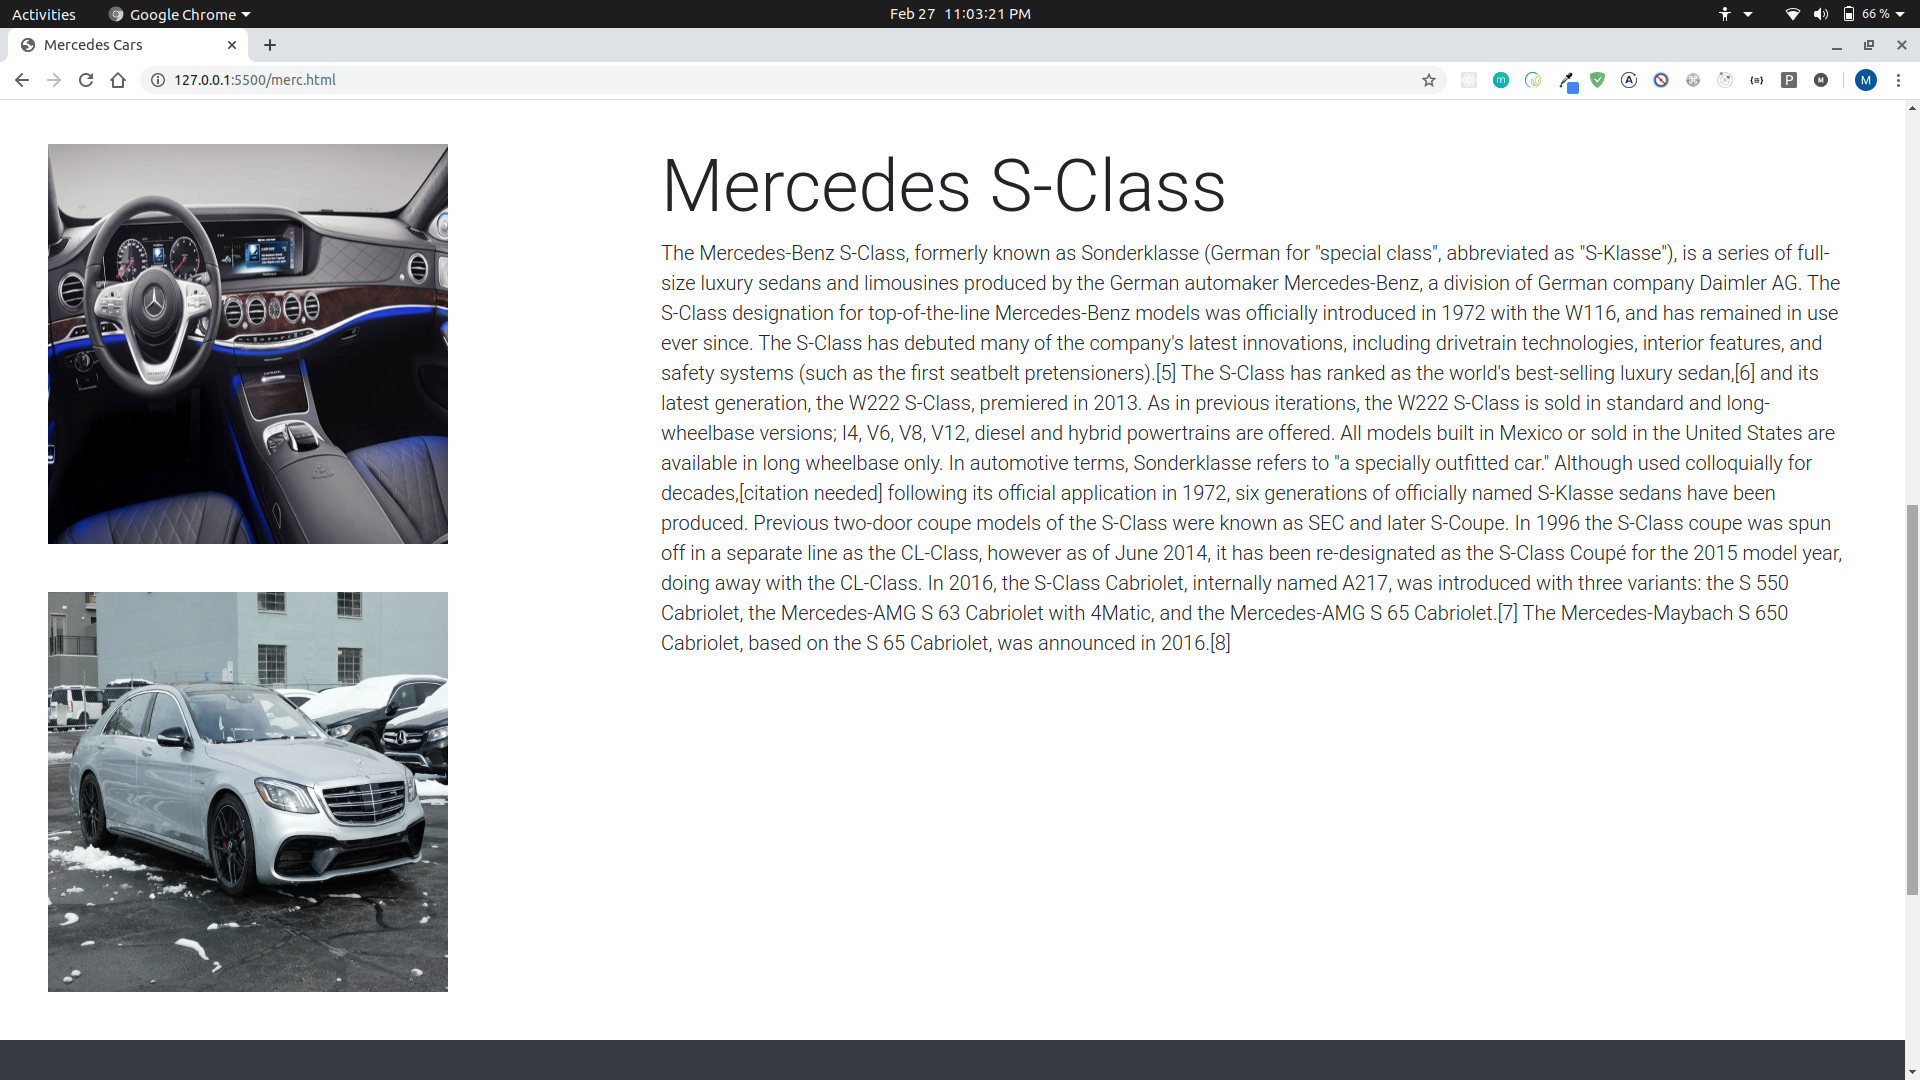 Activities
Google Chrome
Feb 27 11:03:21 PM
66 %
Mercedes Cars
127.0.0.1:5500/merc.html
m
A
{≡}
P
M
M
Mercedes S-Class
The Mercedes-Benz S-Class, formerly known as Sonderklasse (German for "special class", abbreviated as "S-Klasse"), is a series of full-
size luxury sedans and limousines produced by the German automaker Mercedes-Benz, a division of German company Daimler AG. The
S-Class designation for top-of-the-line Mercedes-Benz models was officially introduced in 1972 with the W116, and has remained in use
ever since. The S-Class has debuted many of the company's latest innovations, including drivetrain technologies, interior features, and
safety systems (such as the first seatbelt pretensioners).[5] The S-Class has ranked as the world's best-selling luxury sedan,[6] and its
latest generation, the W222 S-Class, premiered in 2013. As in previous iterations, the W222 S-Class is sold in standard and long-
wheelbase versions; I4, V6, V8, V12, diesel and hybrid powertrains are offered. All models built in Mexico or sold in the United States are
available in long wheelbase only. In automotive terms, Sonderklasse refers to "a specially outfitted car." Although used colloquially for
decades,[citation needed] following its official application in 1972, six generations of officially named S-Klasse sedans have been
produced. Previous two-door coupe models of the S-Class were known as SEC and later S-Coupe. In 1996 the S-Class coupe was spun
off in a separate line as the CL-Class, however as of June 2014, it has been re-designated as the S-Class Coupé for the 2015 model year,
doing away with the CL-Class. In 2016, the S-Class Cabriolet, internally named A217, was introduced with three variants: the S 550
Cabriolet, the Mercedes-AMG S 63 Cabriolet with 4Matic, and the Mercedes-AMG S 65 Cabriolet.[7] The Mercedes-Maybach S 650
Cabriolet, based on the S 65 Cabriolet, was announced in 2016.[8]